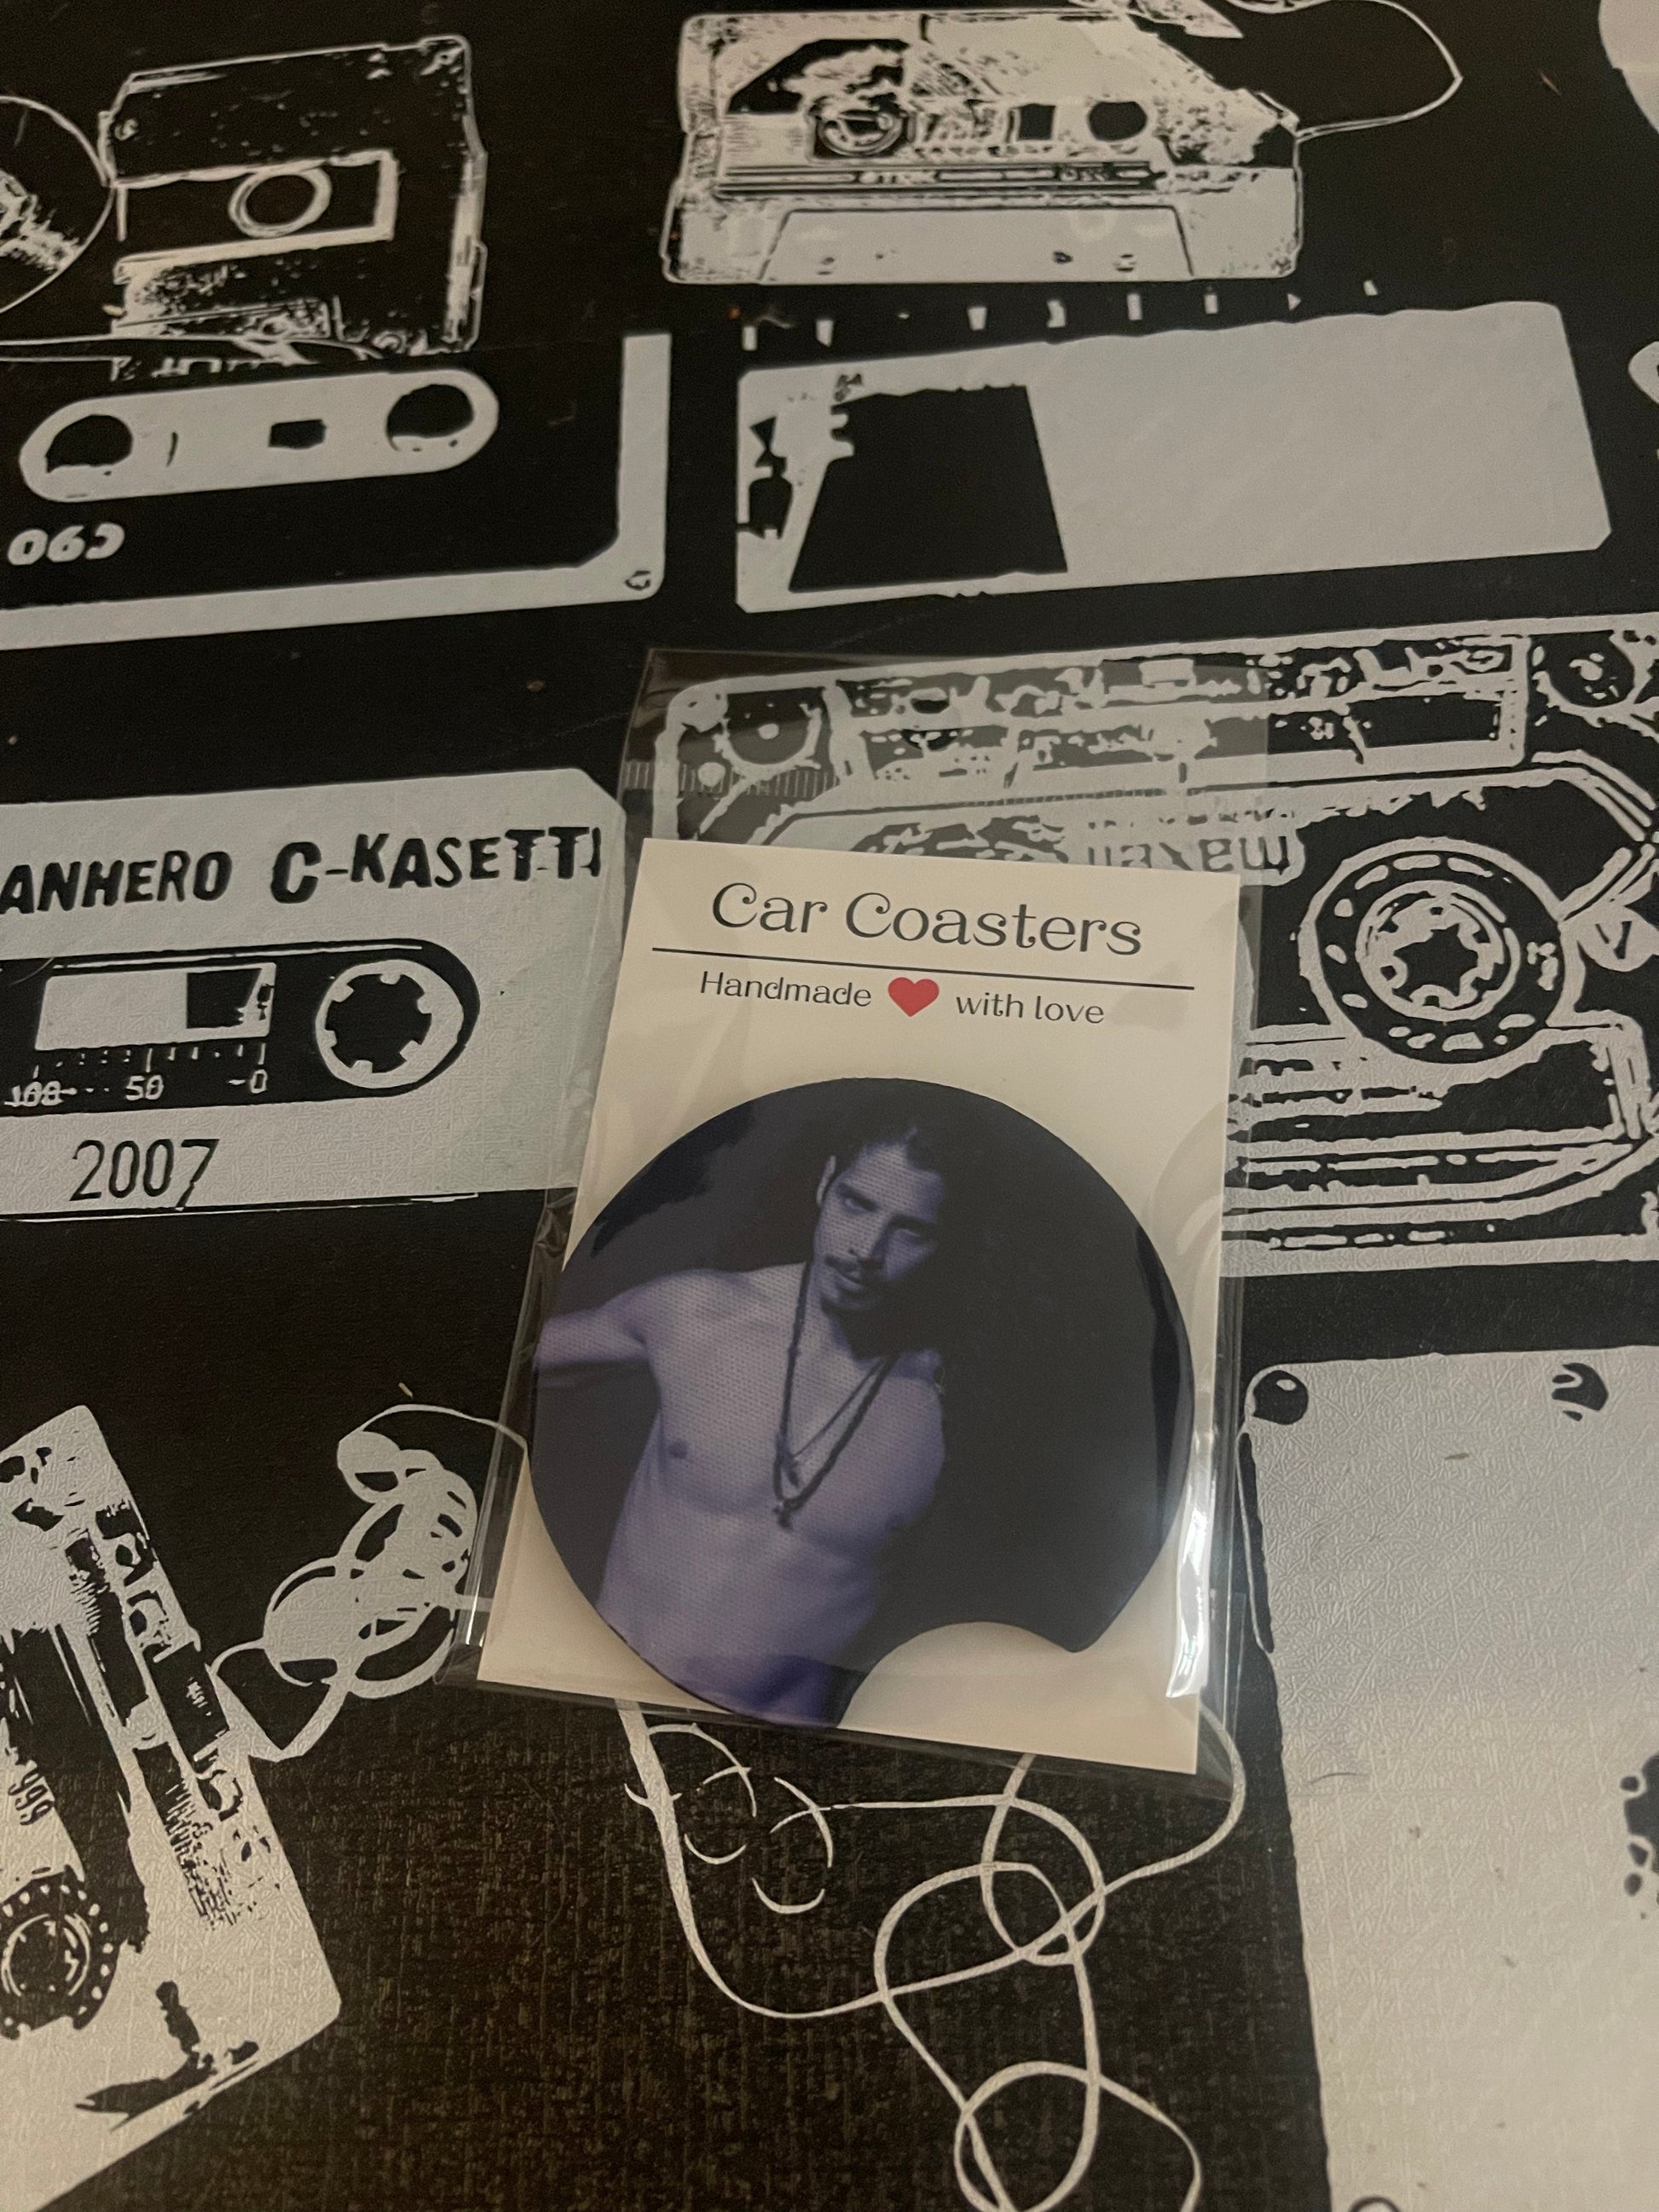 C90
maxell
ANHERO C-KASETTI
100 50 0
2007
Car Coasters
Handmade ❤ with love